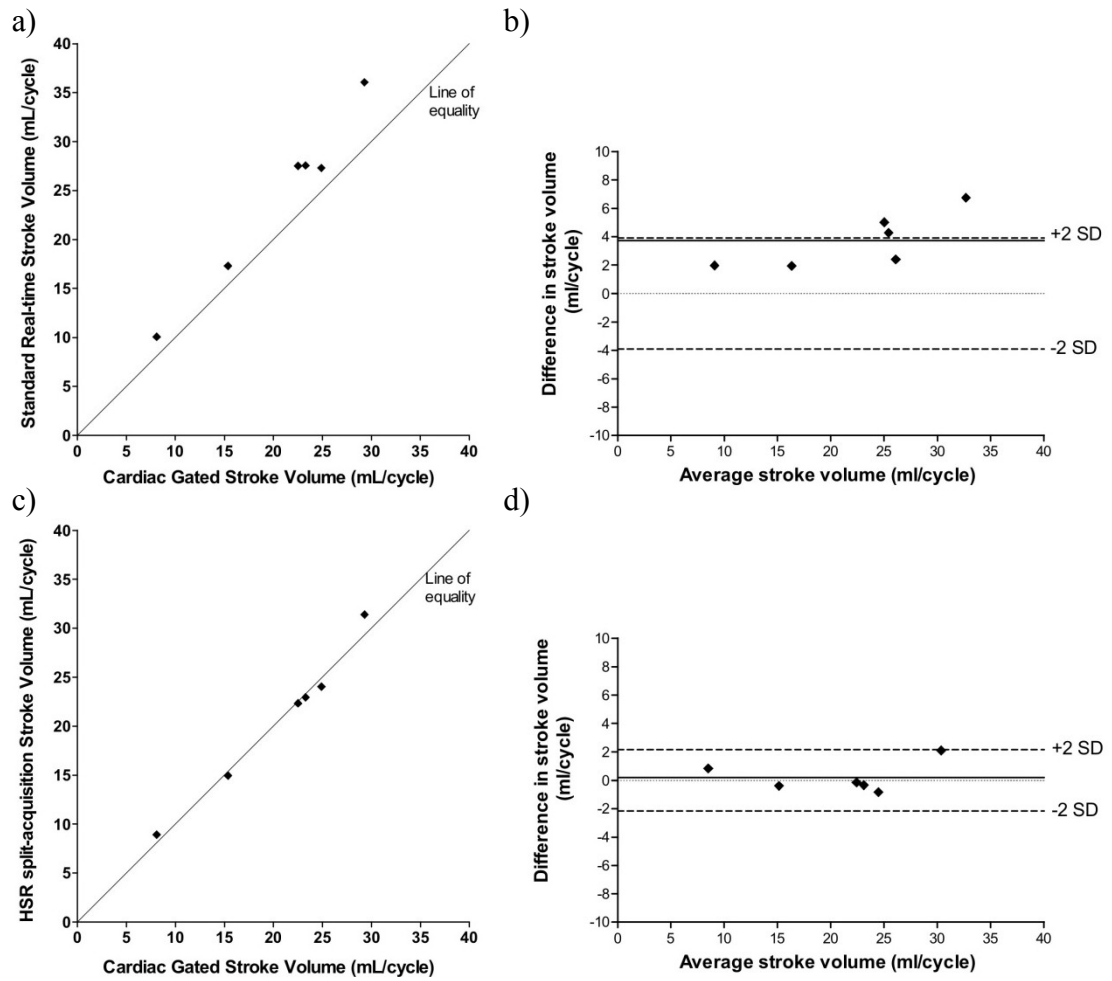 a)
Standard Real-time Stroke Volume (mL/cycle)
40
35
30
25
20
15
10
5
0
Line of
equality
0 5 10 15 20 25 30 35 40
Cardiac Gated Stroke Volume (mL/cycle)
b)
Difference in stroke volume
(ml/cycle)
10
8
6
4
2
0
-2
-4
-6
-8
-10
+2 SD
-2 SD
0 5 10 15 20 25 30 35 40
Average stroke volume (ml/cycle)
c)
HSR split-acquisition Stroke Volume (mL/cycle)
40
35
30
25
20
15
10
5
0
Line of
equality
0 5 10 15 20 25 30 35 40
Cardiac Gated Stroke Volume (mL/cycle)
d)
Difference in stroke volume
(ml/cycle)
10
8
6
4
2
0
-2
-4
-6
-8
-10
+2 SD
-2 SD
0 5 10 15 20 25 30 35 40
Average stroke volume (ml/cycle)